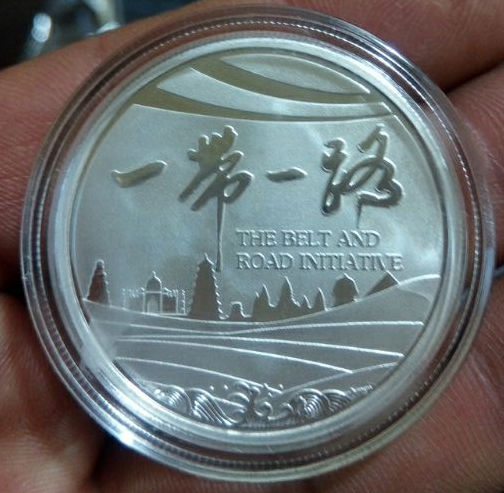 一带一路
THE BELT AND
ROAD INITIATIVE